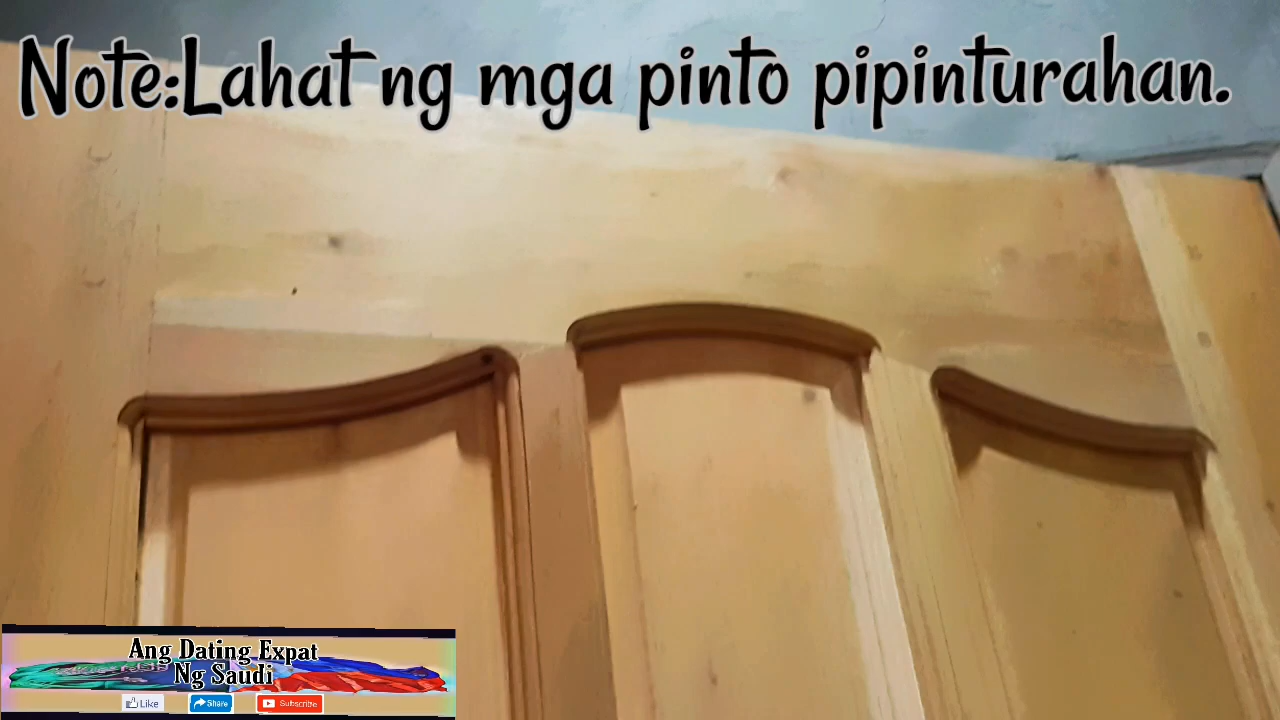 Note:Lahat ng mga pinto pipinturahan.
Ang Dating Expat
Ng Saudi
Like
Share
Subscribe